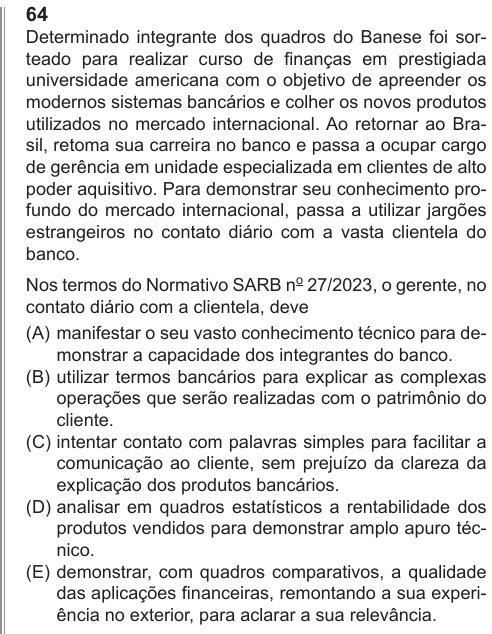 64
Determinado integrante dos quadros do Banese foi sor-
teado para realizar curso de finanças em prestigiada
universidade americana com o objetivo de apreender os
modernos sistemas bancários e colher os novos produtos
utilizados no mercado internacional. Ao retornar ao Bra-
sil, retoma sua carreira no banco e passa a ocupar cargo
de gerência em unidade especializada em clientes de alto
poder aquisitivo. Para demonstrar seu conhecimento pro-
fundo do mercado internacional, passa a utilizar jargões
estrangeiros no contato diário com a vasta clientela do
banco.
Nos termos do Normativo SARB nº 27/2023, o gerente, no
contato diário com a clientela, deve
(A) manifestar o seu vasto conhecimento técnico para de-
monstrar a capacidade dos integrantes do banco.
(B) utilizar termos bancários para explicar as complexas
operações que serão realizadas com o patrimônio do
cliente.
(C) intentar contato com palavras simples para facilitar a
comunicação ao cliente, sem prejuízo da clareza da
explicação dos produtos bancários.
(D) analisar em quadros estatísticos a rentabilidade dos
produtos vendidos para demonstrar amplo apuro téc-
nico.
(E) demonstrar, com quadros comparativos, a qualidade
das aplicações financeiras, remontando a sua experi-
ência no exterior, para aclarar a sua relevância.